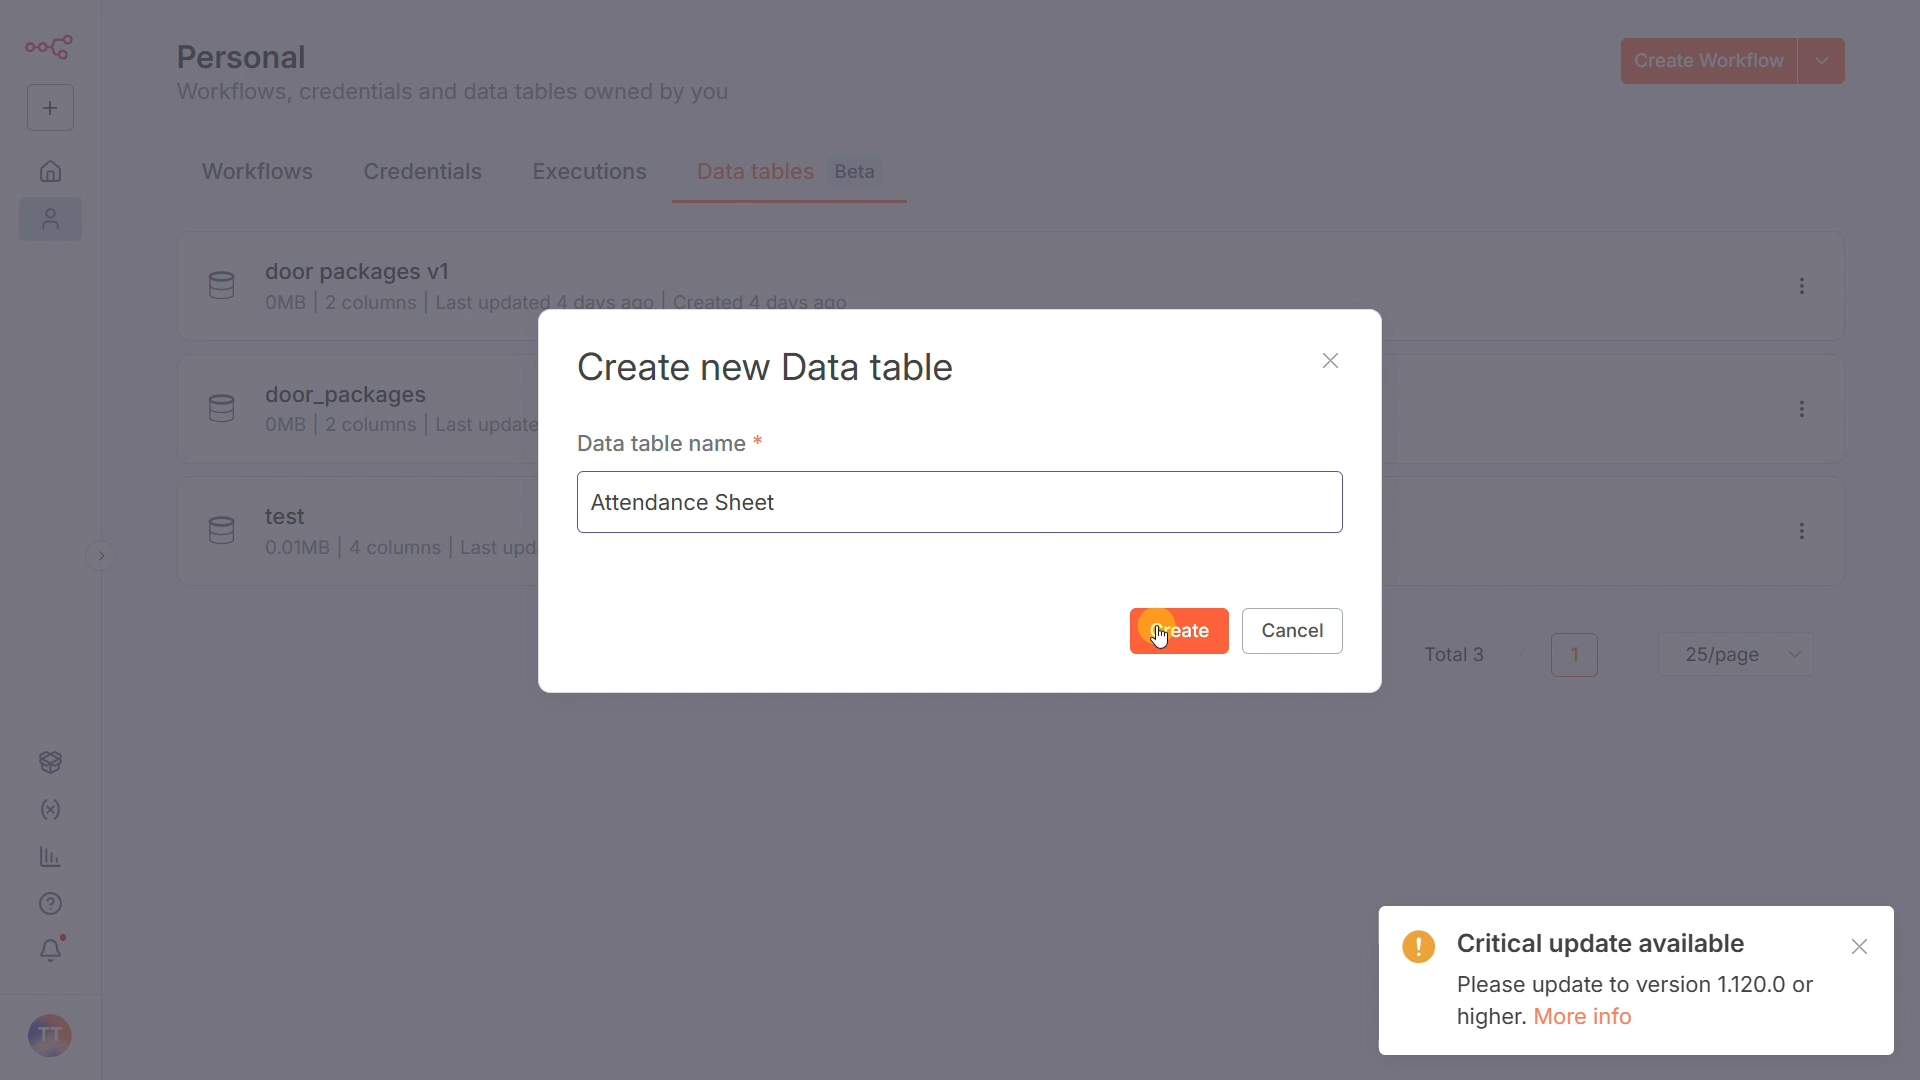 Personal
Workflows, credentials and data tables owned by you
Create Workflow
Workflows
Credentials
Executions
Data tables
Beta
door packages v1
0MB | 2 columns | Last updated 4 days ago | Created 4 days ago
door_packages
0MB | 2 columns | Last update
test
0.01MB | 4 columns | Last upd
Create new Data table
Data table name *
Attendance Sheet
Create
Cancel
Total 3
1
25/page
Critical update available
Please update to version 1.120.0 or
higher. More info
TT